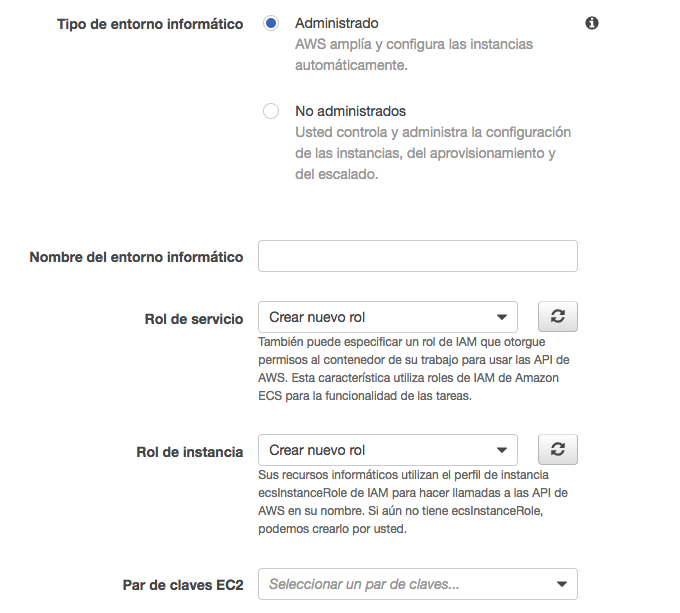 Tipo de entorno informático
Administrado
AWS amplía y configura las instancias
automáticamente.
No administrados
Usted controla y administra la configuración
de las instancias, del aprovisionamiento y
del escalado.
Nombre del entorno informático
Rol de servicio
Crear nuevo rol
También puede especificar un rol de IAM que otorgue
permisos al contenedor de su trabajo para usar las API de
AWS. Esta característica utiliza roles de IAM de Amazon
ECS para la funcionalidad de las tareas.
Rol de instancia
Crear nuevo rol
Sus recursos informáticos utilizan el perfil de instancia
ecsInstanceRole de IAM para hacer llamadas a las API de
AWS en su nombre. Si aún no tiene ecsInstanceRole,
podemos crearlo por usted.
Par de claves EC2
Seleccionar un par de claves...